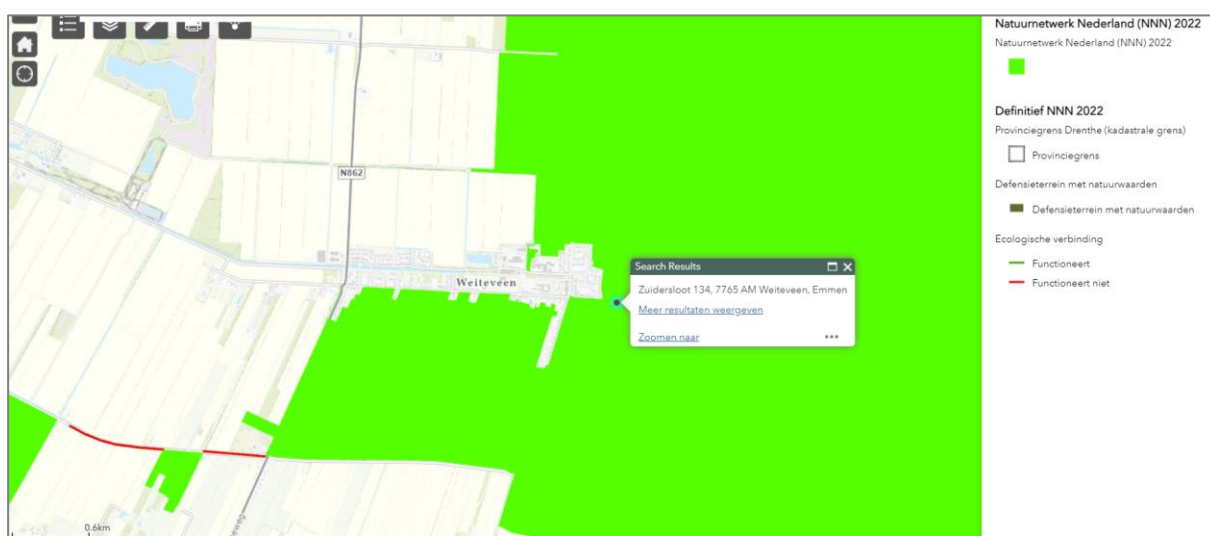 Natuurnetwerk Nederland (NNN) 2022
Natuurnetwerk Nederland (NNN) 2022
Definitief NNN 2022
Provinciegrens Drenthe (kadastrale grens)
Provinciegrens
Defensieterrein met natuurwaarden
Defensieterrein met natuurwaarden
Ecologische verbinding
Functioneert
Functioneert niet
N862
Weiteveen
Search Results
Zuidersloot 134, 7765 AM Weiteveen, Emmen
Meer resultaten weergeven
Zoomen naar
0.6km